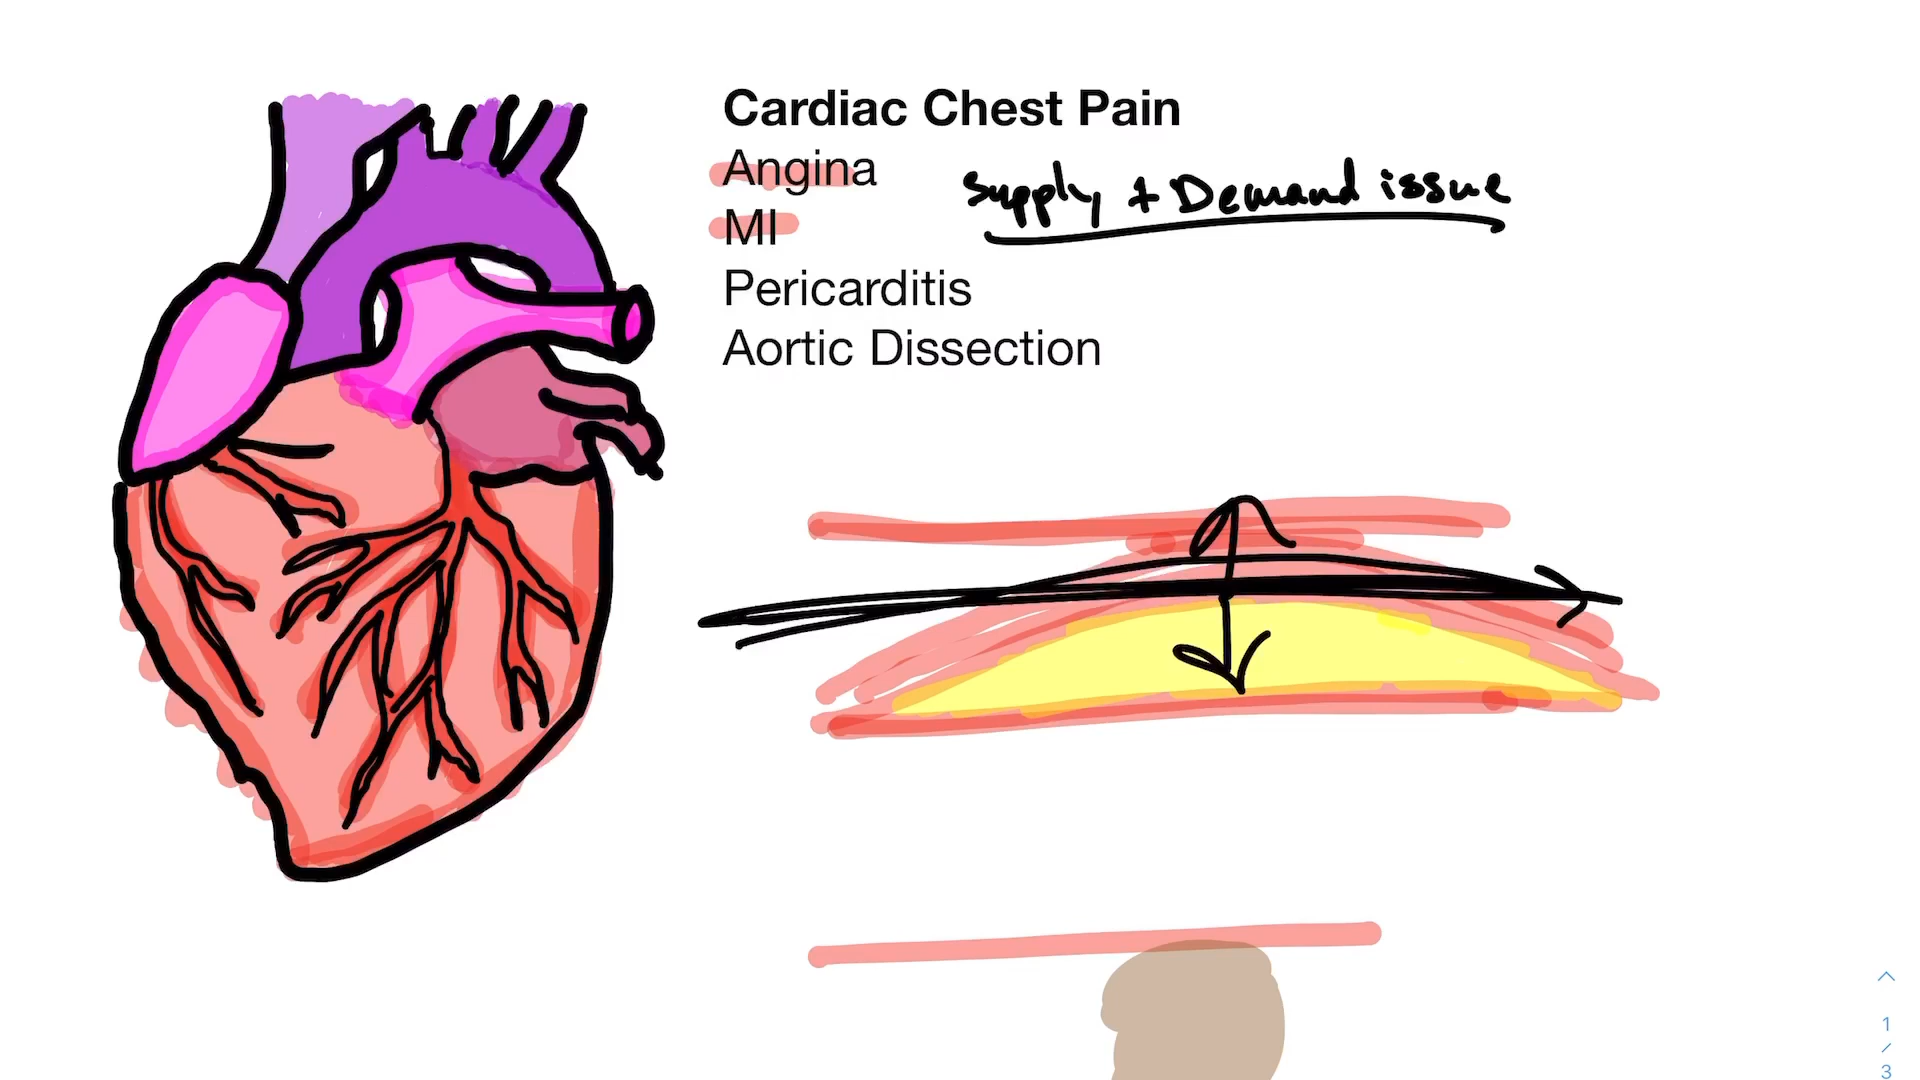 Cardiac Chest Pain
Angina
MI
Supply + Demand issue
Pericarditis
Aortic Dissection
1
/
3